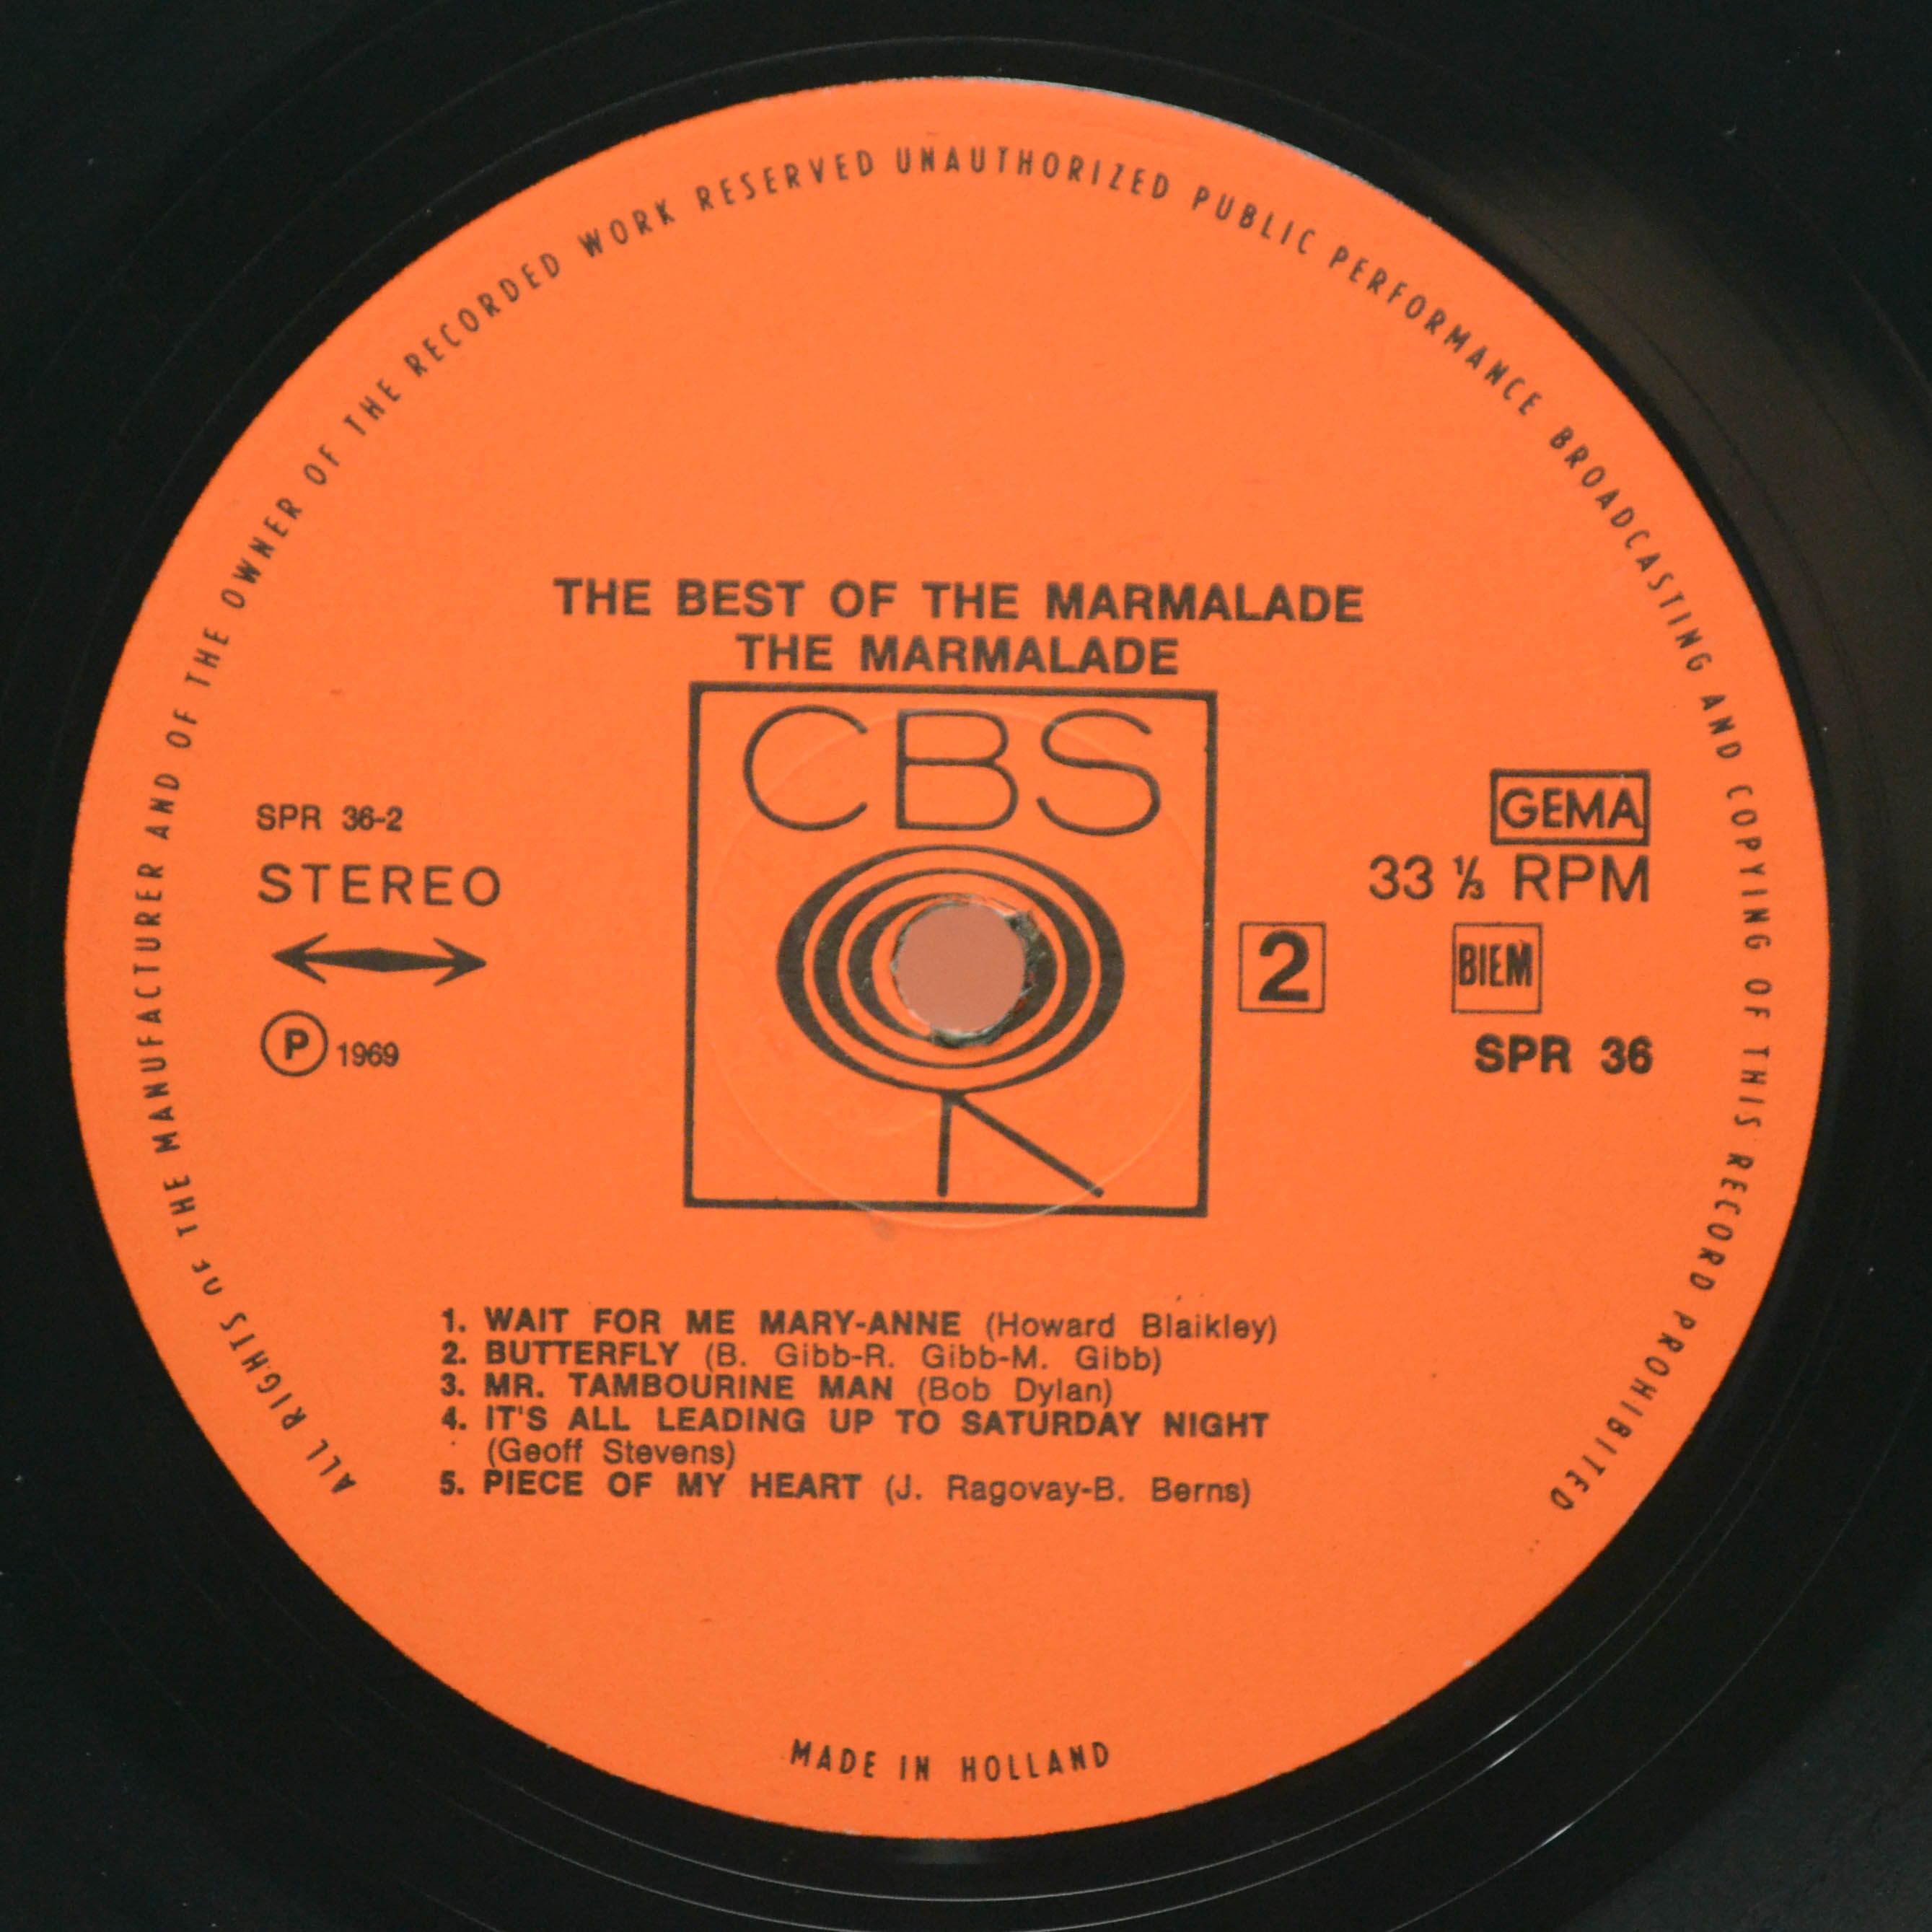 ALL RIGHTS OF THE MANUFACTURER AND OF THE OWNER OF THE RECORDED WORK RESERVED UNAUTHORIZED PUBLIC PERFORMANCE BROADCASTING AND COPYING OF THIS RECORD PROHIBITED
THE BEST OF THE MARMALADE
THE MARMALADE
CBS
SPR 36-2
STEREO
Ⓟ 1969
GEMA
33 ⅓ RPM
2
BIEM
SPR 36
1. WAIT FOR ME MARY-ANNE (Howard Blaikley)
2. BUTTERFLY (B. Gibb-R. Gibb-M. Gibb)
3. MR. TAMBOURINE MAN (Bob Dylan)
4. IT'S ALL LEADING UP TO SATURDAY NIGHT
(Geoff Stevens)
5. PIECE OF MY HEART (J. Ragovay-B. Berns)
MADE IN HOLLAND